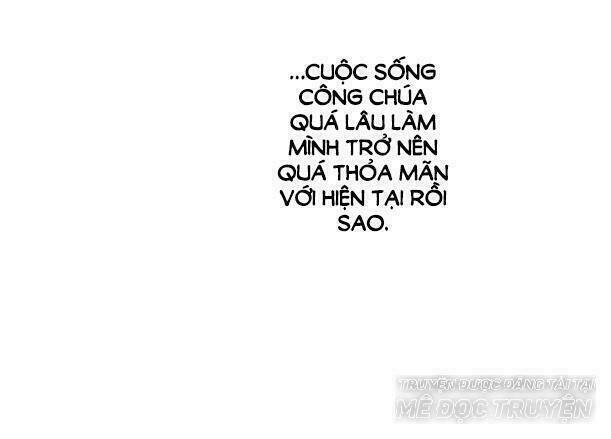 ...CUỘC SỐNG
CÔNG CHÚA
QUÁ LÂU LÀM
MÌNH TRỞ NÊN
QUÁ THỎA MÃN
VỚI HIỆN TẠI RỒI
SAO.
TRUYỆN ĐƯỢC ĐĂNG TẢI TẠI
MÊ ĐỌC TRUYỆN